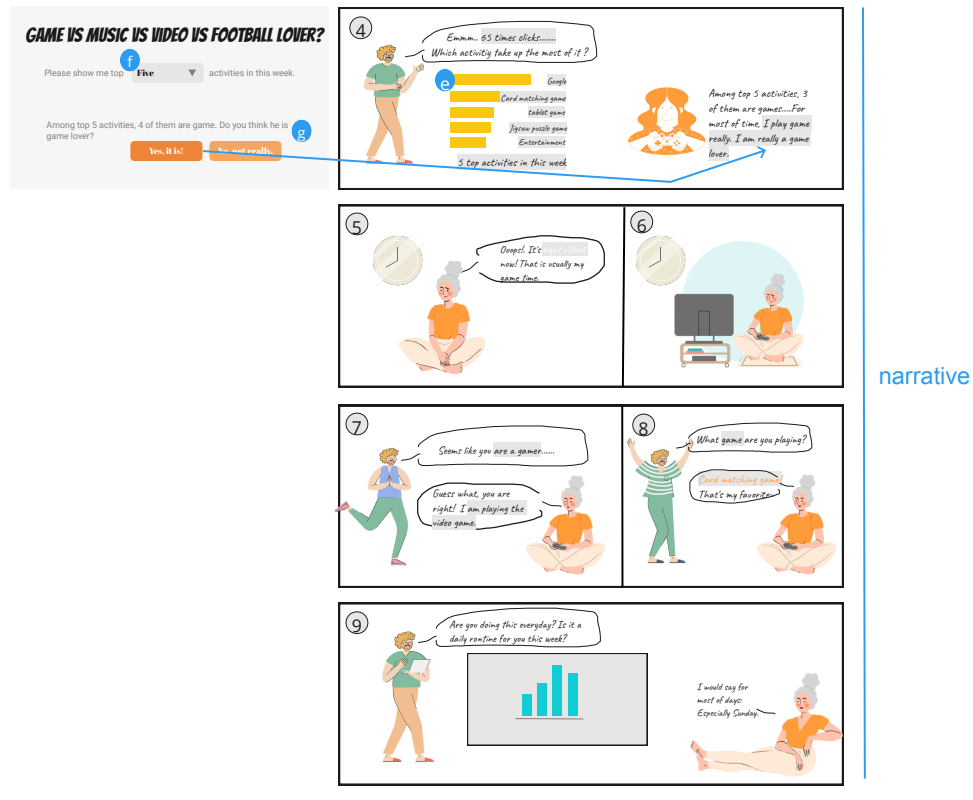 GAME VS MUSIC VS VIDEO VS FOOTBALL LOVER?
f
Please show me top Five activities in this week.
Among top 5 activities, 4 of them are game. Do you think he is
game lover?
g
Yes, it is!
No, not really.
4
Emmm.. 65 times clicks.......
Which activitiy take up the most of it ?
e
Google
Card matching game
tablet game
Jigsaw puzzle game
Entertainment
5 top activities in this week
Among top 5 activities, 3
of them are games....For
most of time, I play game
really. I am really a game
lover.
5
Ooops!. It's
now! That is usually my
game time.
6
7
Seems like you are a gamer......
Guess what, you are
right! I am playing the
video game.
8
What game are you playing?
Card matching game!
That's my favorite.
narrative
9
Are you doing this everyday? Is it a
daily rontine for you this week?
I would say for
most of days:
Especially Sunday.